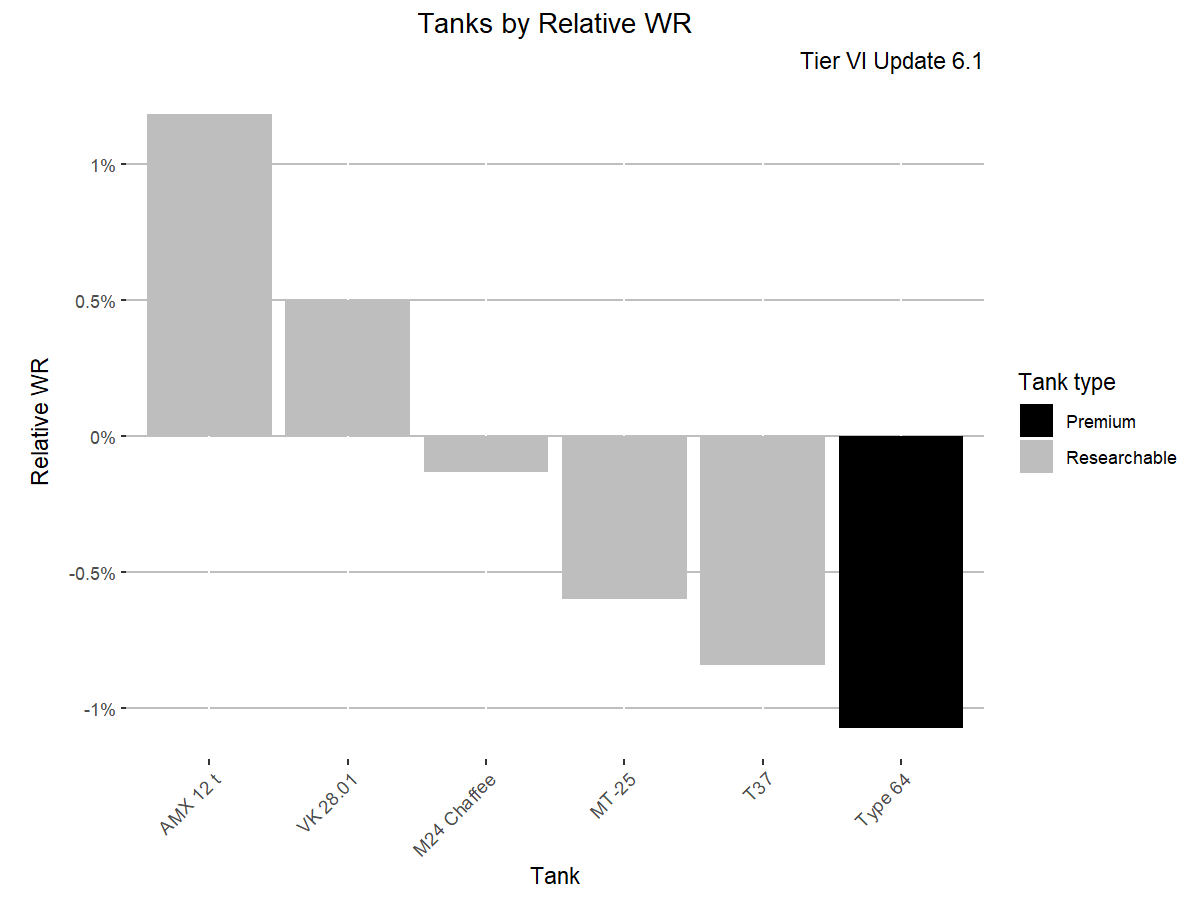 Tanks by Relative WR
Tier VI Update 6.1
Relative WR
1%
0.5%
0%
-0.5%
-1%
AMX 12 t
VK 28.01
M24 Chaffee
MT-25
T37
Type 64
Tank
Tank type
Premium
Researchable